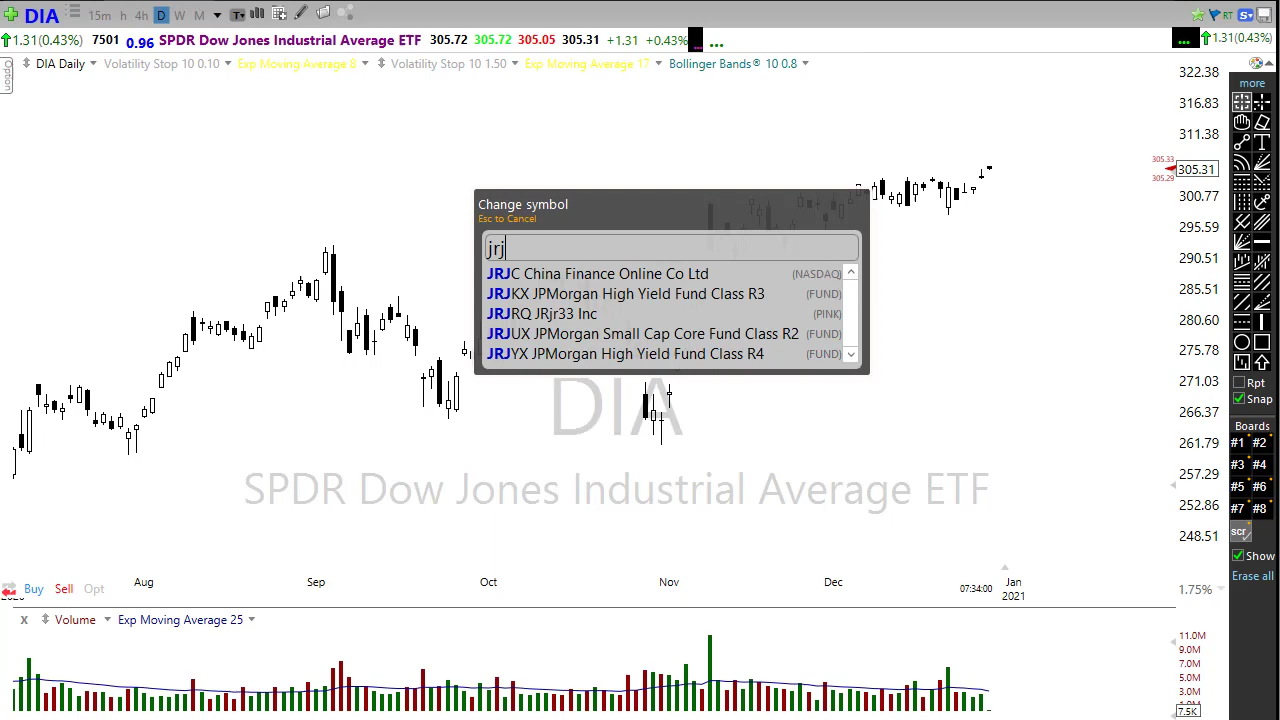 DIA 15m h 4h D W M T RT S
1.31(0.43%) 7501 0.96 SPDR Dow Jones Industrial Average ETF 305.72 305.72 305.05 305.31 +1.31 +0.43% ... ... 1.31(0.43%)
Option
DIA Daily Volatility Stop 10 0.10 Exp Moving Average 8 Volatility Stop 10 1.50 Exp Moving Average 17 Bollinger Bands® 10 0.8
322.38
316.83
311.38
305.33
305.31
305.29
300.77
295.59
290.51
285.51
280.60
275.78
271.03
266.37
261.79
257.29
252.86
248.51
Change symbol
Esc to Cancel
jrj
JRJC China Finance Online Co Ltd (NASDAQ)
JRJKX JPMorgan High Yield Fund Class R3 (FUND)
JRJRQ JRjr33 Inc (PINK)
JRJUX JPMorgan Small Cap Core Fund Class R2 (FUND)
JRJYX JPMorgan High Yield Fund Class R4 (FUND)
DIA
SPDR Dow Jones Industrial Average ETF
more
T
Rpt
Snap
Boards
#1 #2
#3 #4
#5 #6
#7 #8
scr
Show
Erase all
Aug Sep Oct Nov Dec Jan
2021
07:34:00
Buy Sell Opt
1.75%
X Volume Exp Moving Average 25
11.0M
9.0M
7.0M
5.0M
3.0M
7.5K